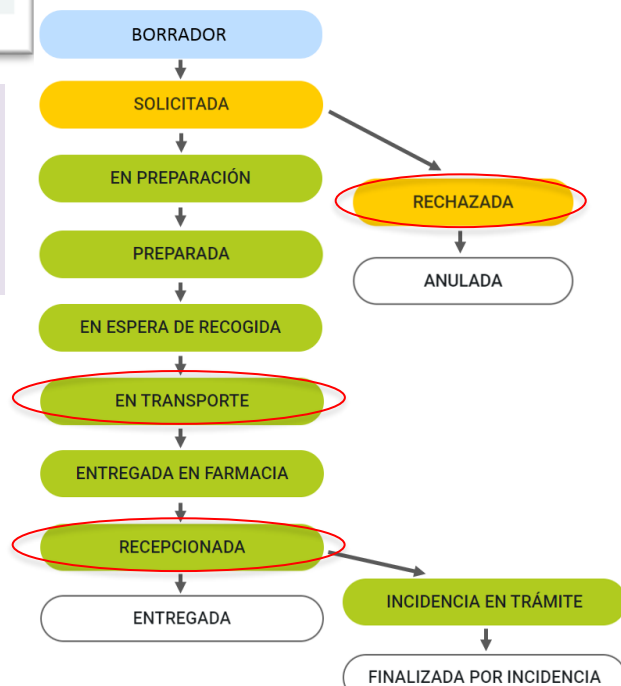 BORRADOR
SOLICITADA
EN PREPARACIÓN
RECHAZADA
PREPARADA
ANULADA
EN ESPERA DE RECOGIDA
EN TRANSPORTE
ENTREGADA EN FARMACIA
RECEPCIONADA
INCIDENCIA EN TRÁMITE
ENTREGADA
FINALIZADA POR INCIDENCIA